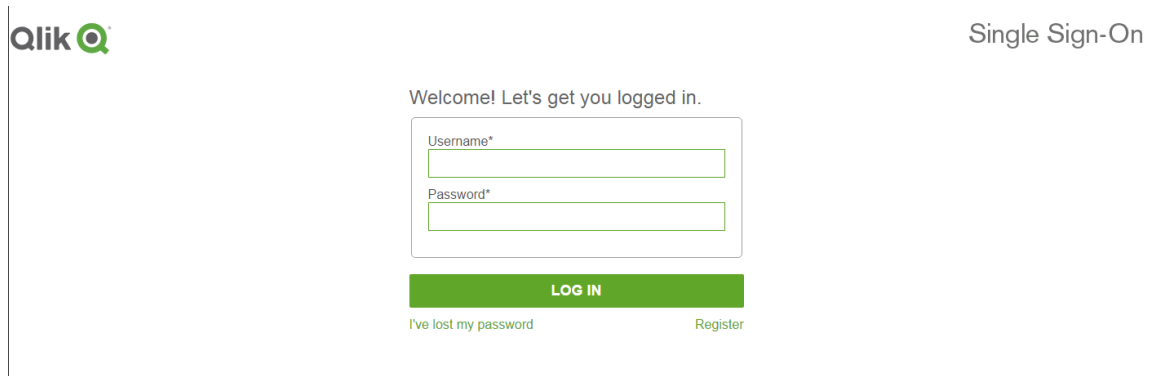 Qlik
Single Sign-On
Welcome! Let's get you logged in.
Username*
Password*
LOG IN
I've lost my password
Register